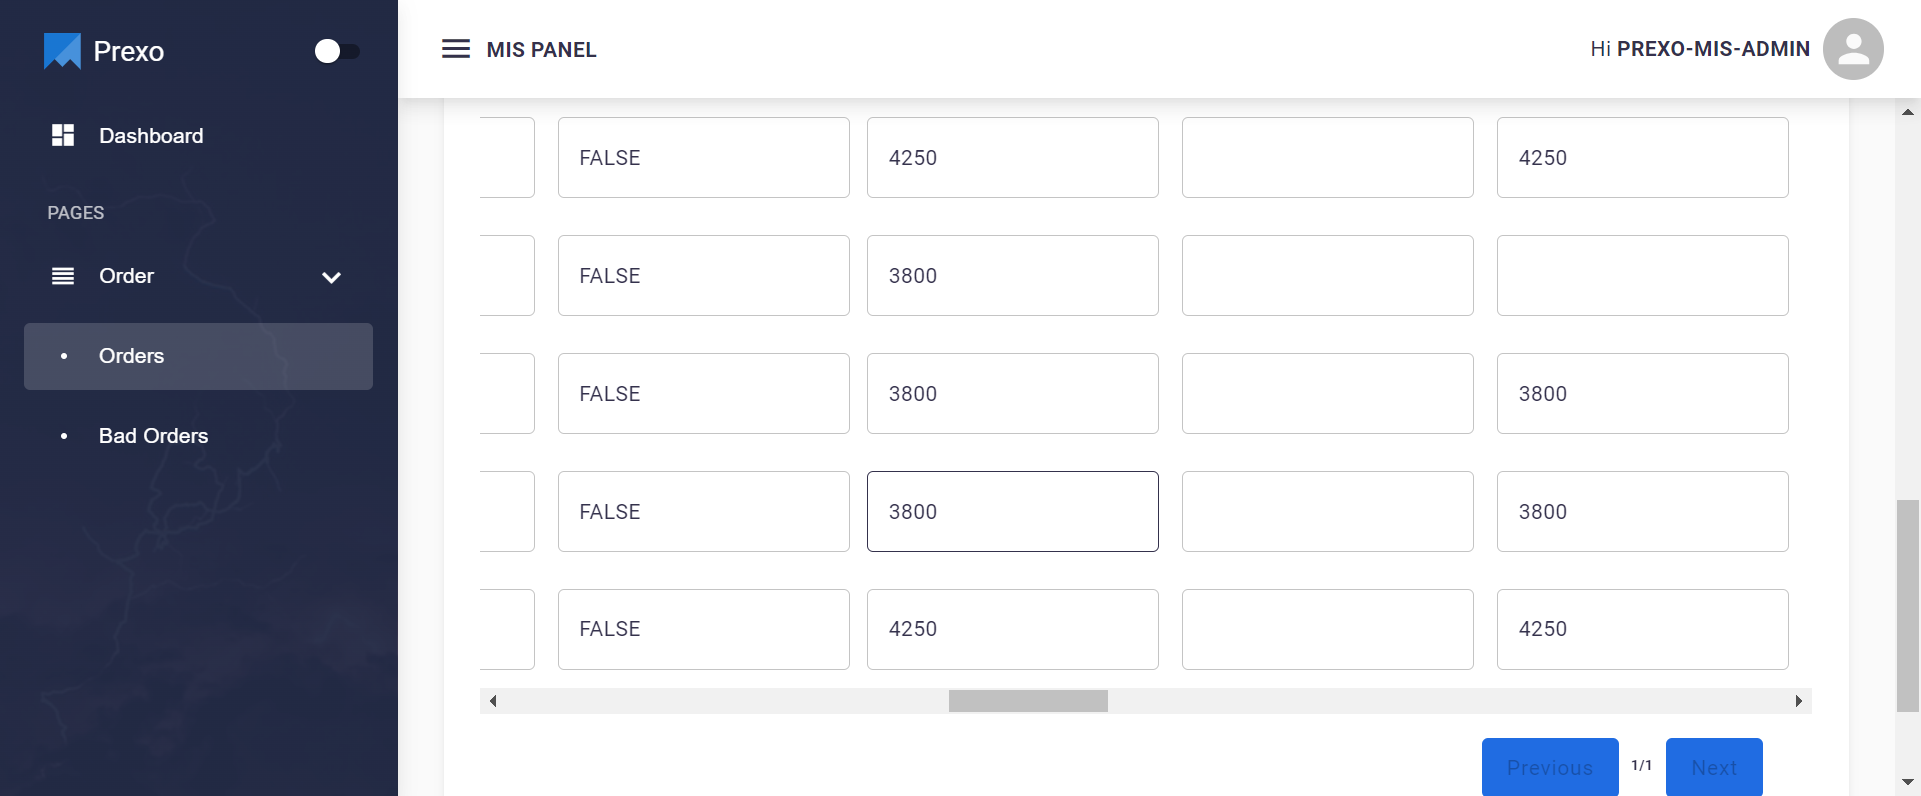 Prexo
Dashboard
PAGES
Order
Orders
Bad Orders
MIS PANEL
Hi PREXO-MIS-ADMIN
FALSE 4250 4250
FALSE 3800
FALSE 3800 3800
FALSE 3800 3800
FALSE 4250 4250
Previous 1/1 Next